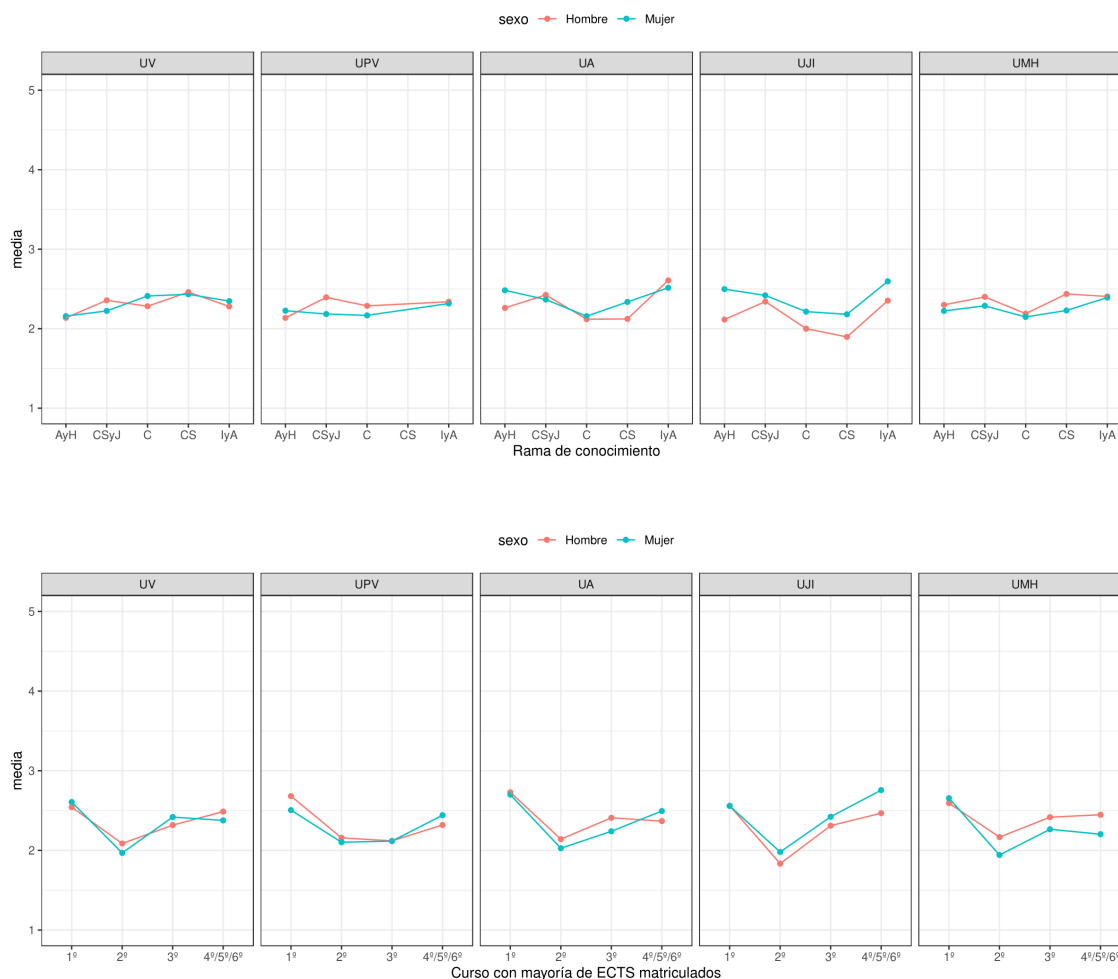 sexo Hombre Mujer
UV UPV UA UJI UMH
5
4
3
2
1
media
AyH CSyJ C CS IyA AyH CSyJ C CS IyA AyH CSyJ C CS IyA AyH CSyJ C CS IyA AyH CSyJ C CS IyA
Rama de conocimiento
sexo Hombre Mujer
UV UPV UA UJI UMH
5
4
3
2
1
media
1º 2º 3º 4º/5º/6º 1º 2º 3º 4º/5º/6º 1º 2º 3º 4º/5º/6º 1º 2º 3º 4º/5º/6º 1º 2º 3º 4º/5º/6º
Curso con mayoría de ECTS matriculados